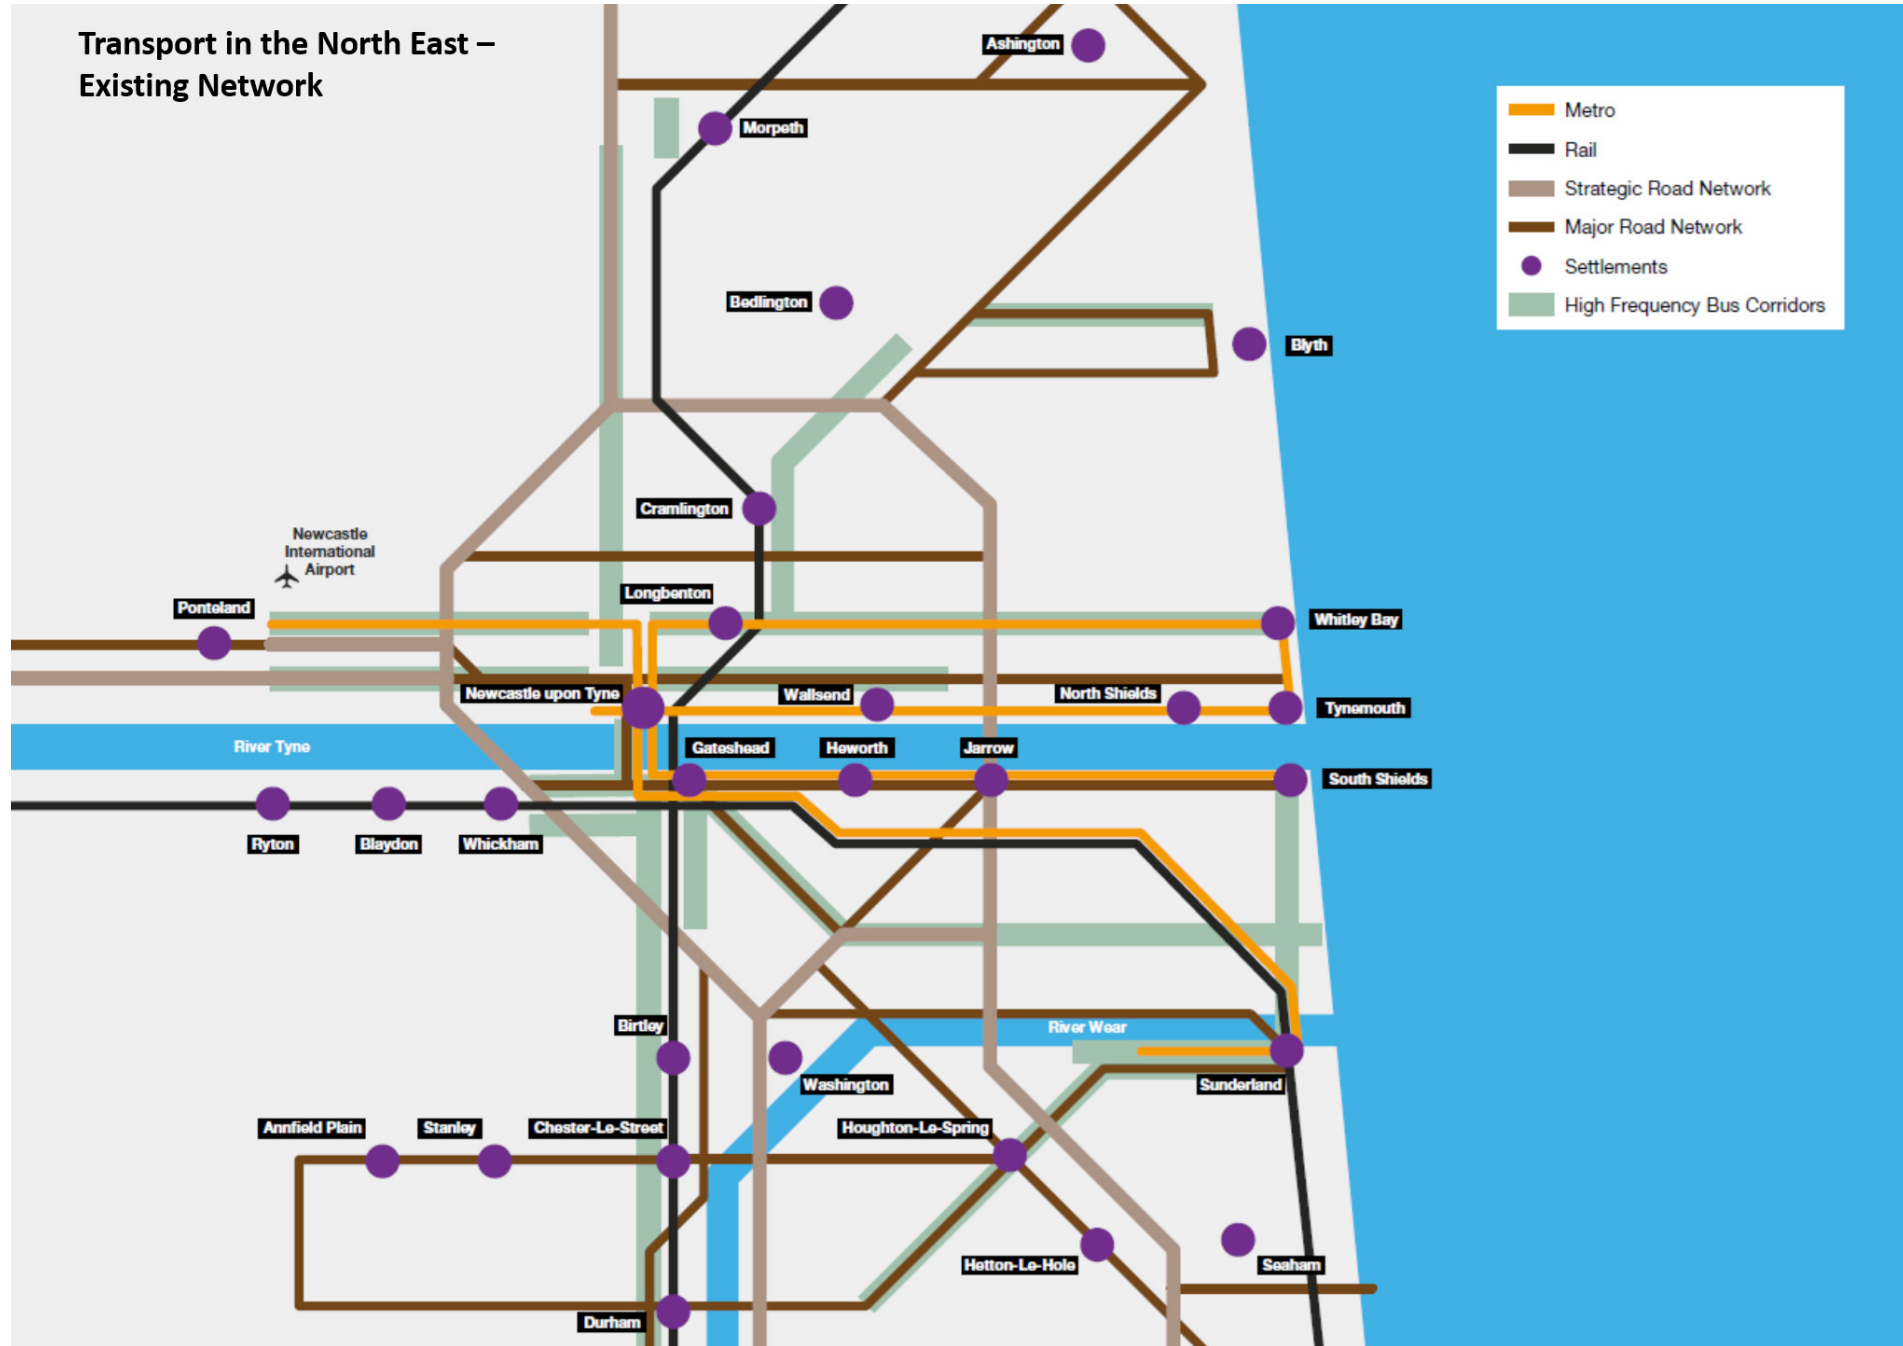 Transport in the North East –
Existing Network
Ashington
Morpeth
Metro
Rail
Strategic Road Network
Major Road Network
Settlements
High Frequency Bus Corridors
Bedlington
Blyth
Cramlington
Newcastle
International
Airport
Longbenton
Ponteland
Whitley Bay
Newcastle upon Tyne
Wallsend
North Shields
Tynemouth
River Tyne
Gateshead
Heworth
Jarrow
South Shields
Ryton
Blaydon
Whickham
Birtley
River Wear
Washington
Sunderland
Annfield Plain
Stanley
Chester-Le-Street
Houghton-Le-Spring
Hetton-Le-Hole
Seaham
Durham